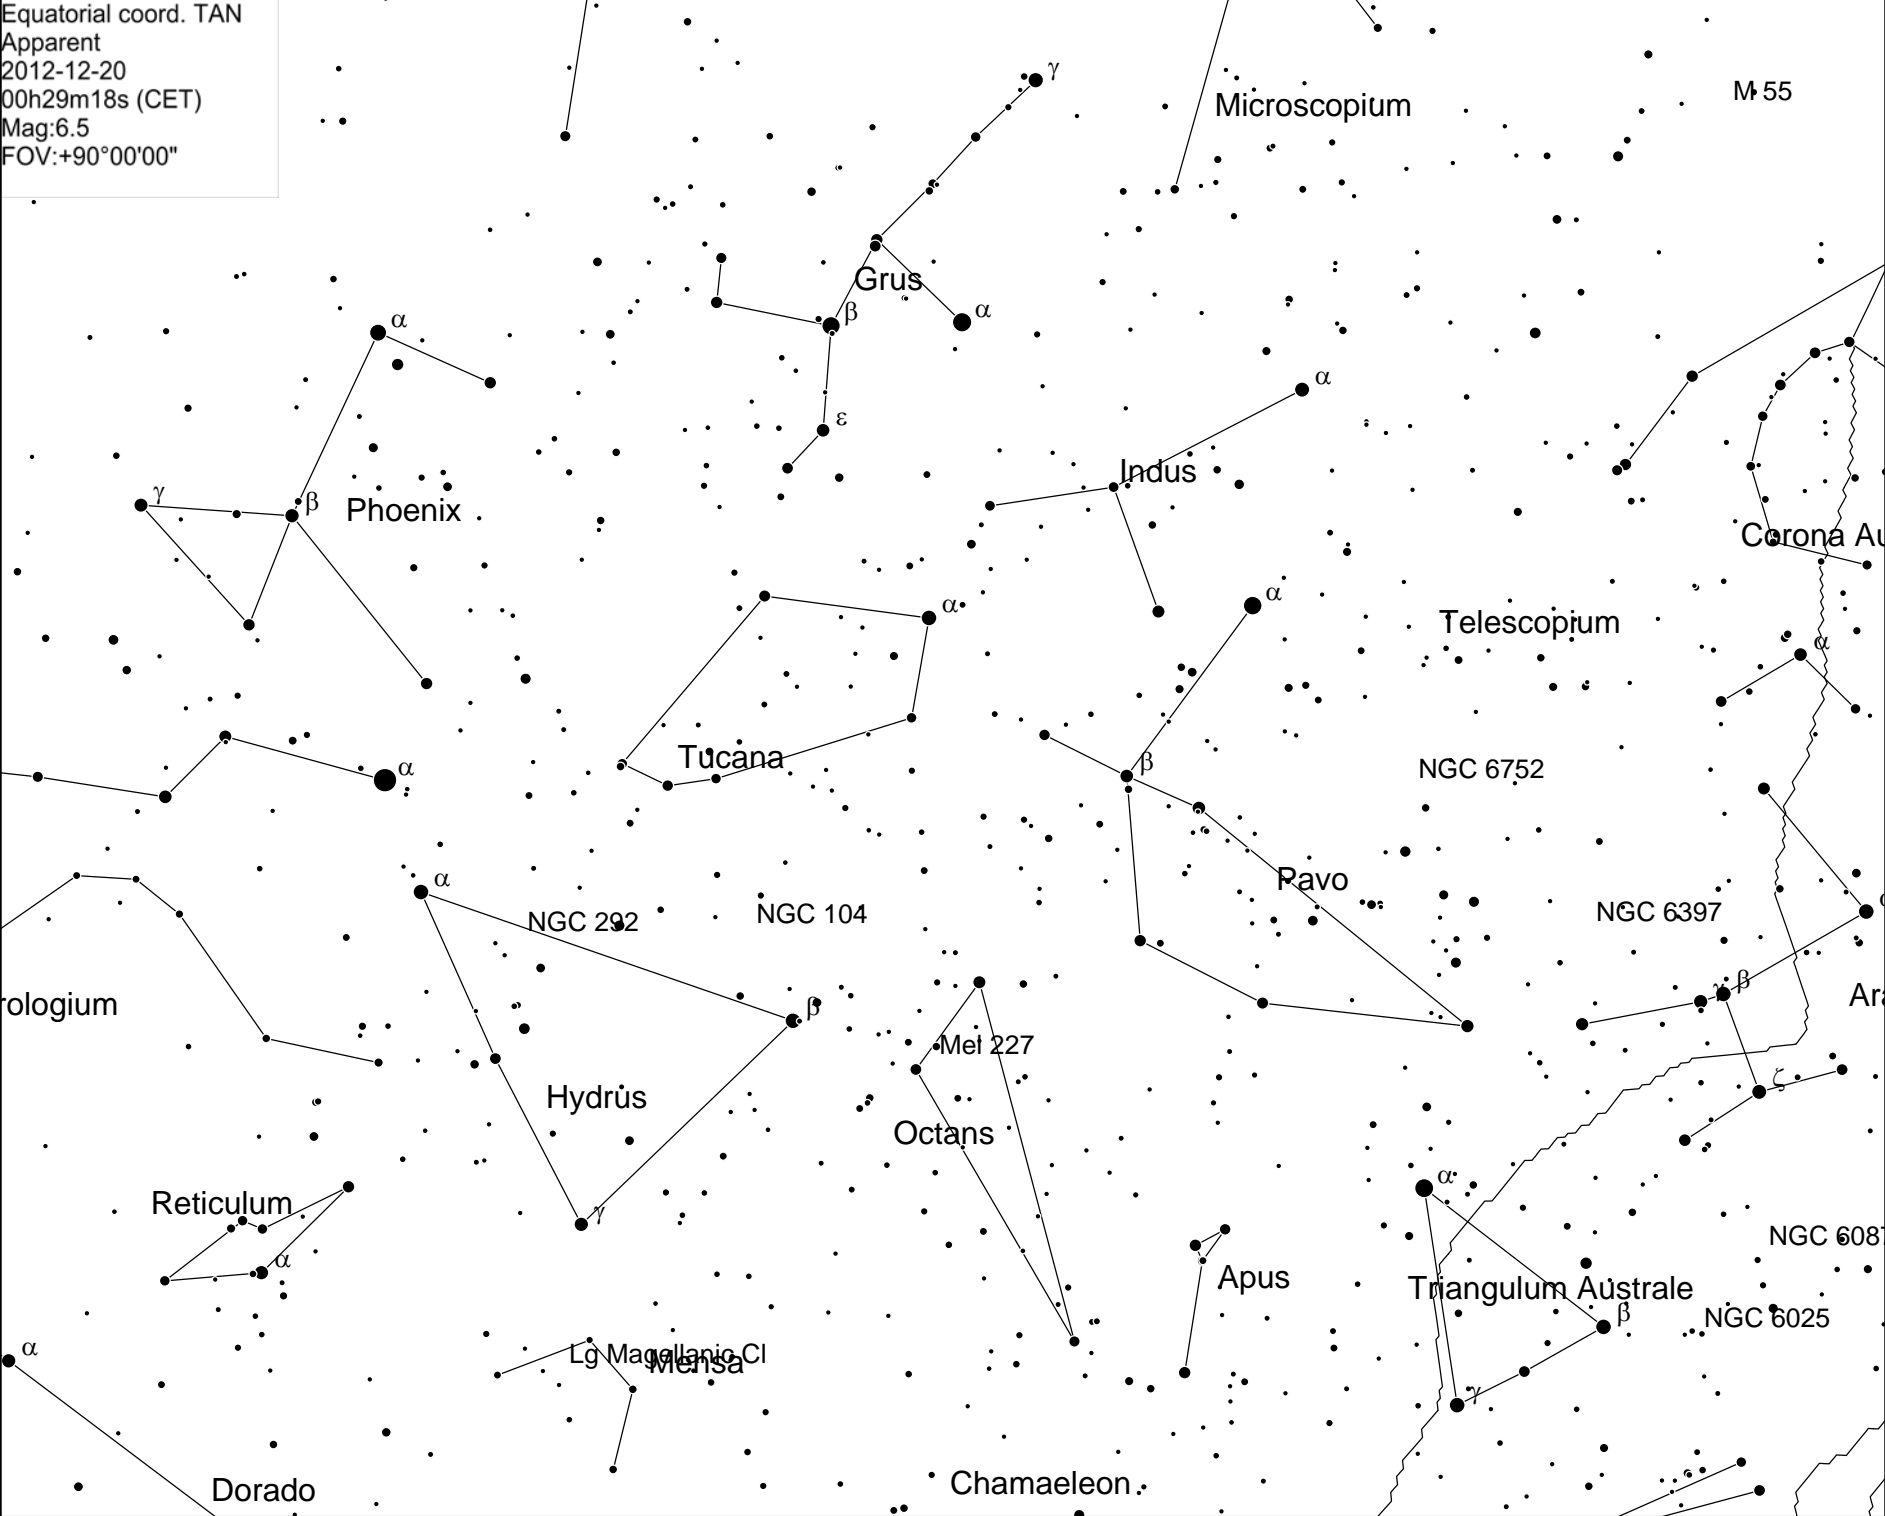 Equatorial coord. TAN
Apparent
2012-12-20
00h29m18s (CET)
Mag:6.5
FOV:+90°00'00"
γ
Microscopium
M 55
Grus
β
α
α
α
ε
Indus
γ
β
Phoenix
Corona Au
α
α
Telescopium
α
Tucana
β
NGC 6752
α
α
Pavo
NGC 292
NGC 104
NGC 6397
β
γ
Ara
rologium
β
Mel 227
ζ
Hydrus
Octans
α
Reticulum
γ
α
Apus
NGC 6087
Triangulum Australe
β
NGC 6025
α
Lg Magellanic Cl
Mensa
γ
Dorado
Chamaeleon